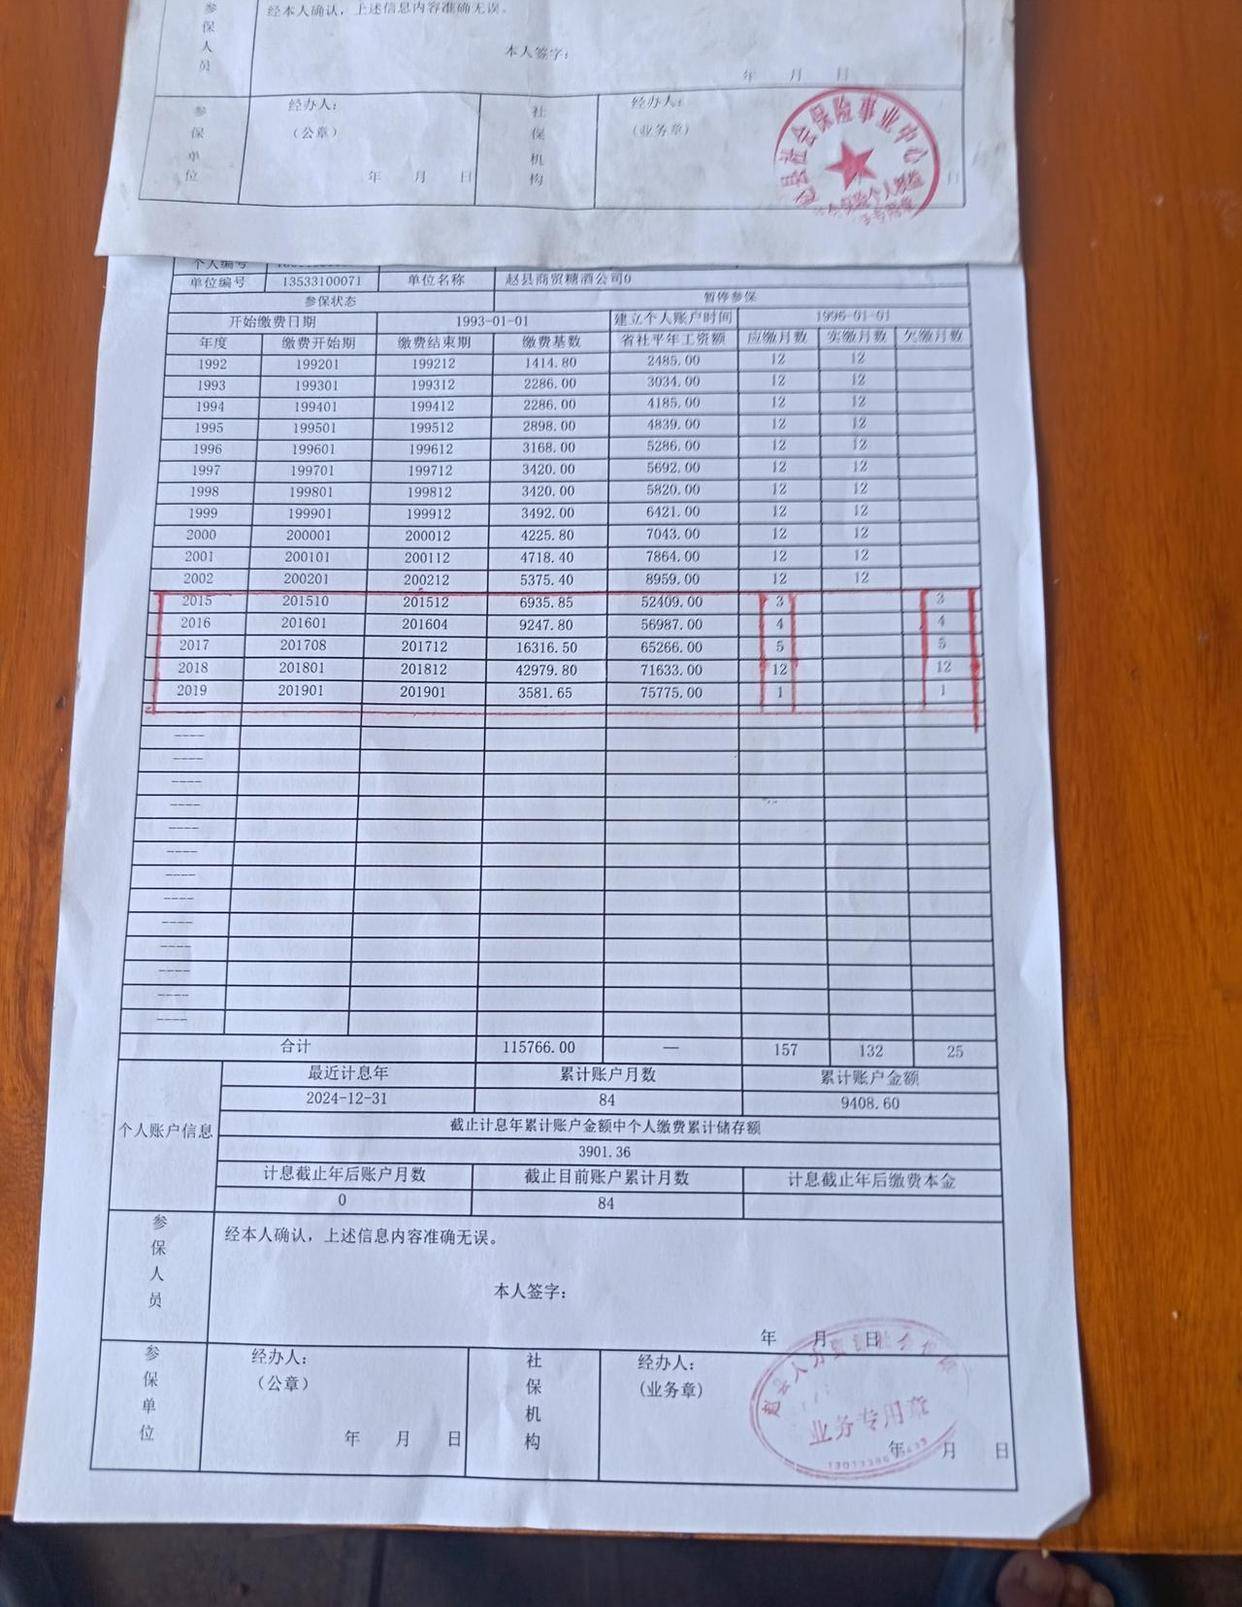 参保人员
经本人确认，上述信息内容准确无误。
本人签字：
年 月 日
参保单位
经办人：
（公章）
年 月 日
社保机构
经办人：
（业务章）
日
县社会保险事业中心
个人编号
单位编号 13533100071 单位名称 赵县商贸糖酒公司0
参保状态 暂停参保
开始缴费日期 1993-01-01 建立个人账户时间 1996-01-01
年度 缴费开始期 缴费结束期 缴费基数 省社平年工资额 应缴月数 实缴月数 欠缴月数
1992 199201 199212 1414.80 2485.00 12 12
1993 199301 199312 2286.00 3034.00 12 12
1994 199401 199412 2286.00 4185.00 12 12
1995 199501 199512 2898.00 4839.00 12 12
1996 199601 199612 3168.00 5286.00 12 12
1997 199701 199712 3420.00 5692.00 12 12
1998 199801 199812 3420.00 5820.00 12 12
1999 199901 199912 3492.00 6421.00 12 12
2000 200001 200012 4225.80 7043.00 12 12
2001 200101 200112 4718.40 7864.00 12 12
2002 200201 200212 5375.40 8959.00 12 12
2015 201510 201512 6935.85 52409.00 3 3
2016 201601 201604 9247.80 56987.00 4 4
2017 201708 201712 16316.50 65266.00 5 5
2018 201801 201812 42979.80 71633.00 12 12
2019 201901 201901 3581.65 75775.00 1 1
----
----
----
----
----
----
----
----
----
----
----
----
----
合计 115766.00 — 157 132 25
个人账户信息
最近计息年 累计账户月数 累计账户金额
2024-12-31 84 9408.60
截止计息年累计账户金额中个人缴费累计储存额
3901.36
计息截止年后账户月数 截止目前账户累计月数 计息截止年后缴费本金
0 84
参保人员
经本人确认，上述信息内容准确无误。
本人签字：
年 月 日
参保单位
经办人：
（公章）
年 月 日
社保机构
经办人：
(业务章)
年 月 日
业务专用章